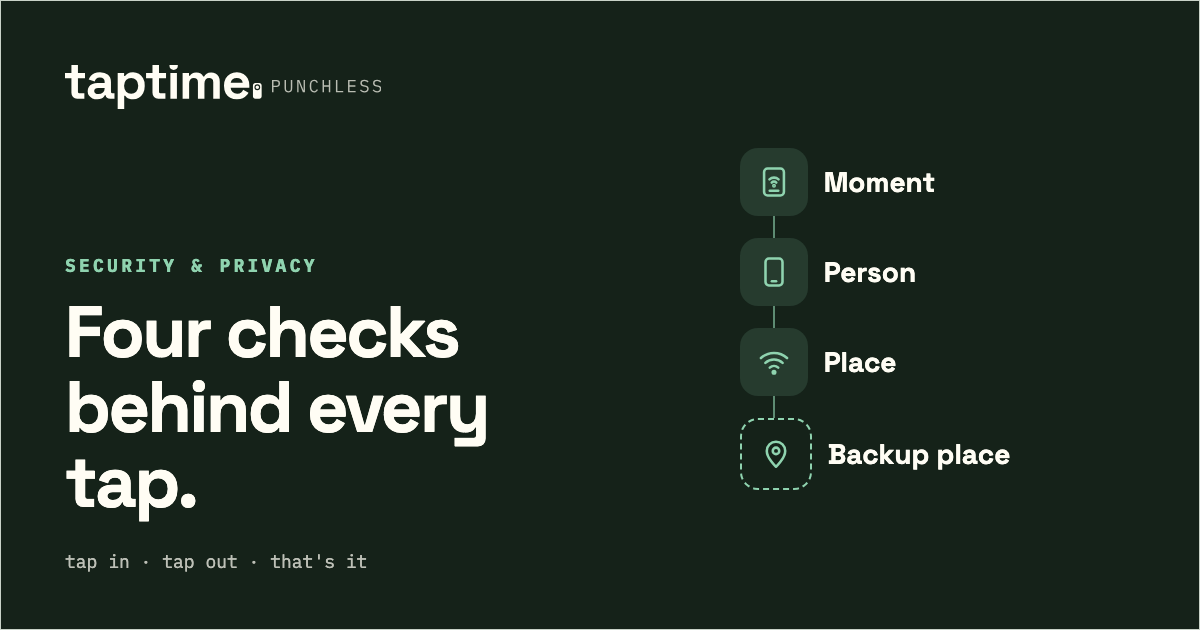 taptime. PUNCHLESS
SECURITY & PRIVACY
Four checks
behind every
tap.
tap in · tap out · that's it
Moment
Person
Place
Backup place